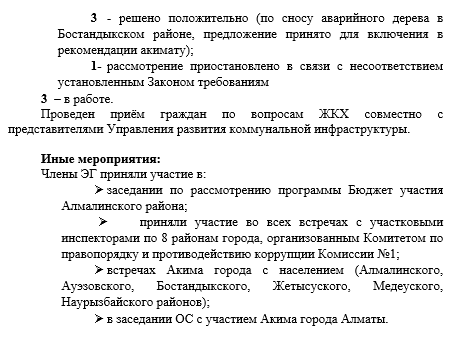 3 - решено положительно (по сносу аварийного дерева в
Бостандыкском районе, предложение принято для включения в
рекомендации акимату);
1- рассмотрение приостановлено в связи с несоответствием
установленным Законом требованиям
3 – в работе.
Проведен приём граждан по вопросам ЖКХ совместно с
представителями Управления развития коммунальной инфраструктуры.
Иные мероприятия:
Члены ЭГ приняли участие в:
➢ заседании по рассмотрению программы Бюджет участия
Алмалинского района;
➢ приняли участие во всех встречах с участковыми
инспекторами по 8 районам города, организованным Комитетом по
правопорядку и противодействию коррупции Комиссии №1;
➢ встречах Акима города с населением (Алмалинского,
Ауэзовского, Бостандыкского, Жетысуского, Медеуского,
Наурызбайского районов);
➢ в заседании ОС с участием Акима города Алматы.